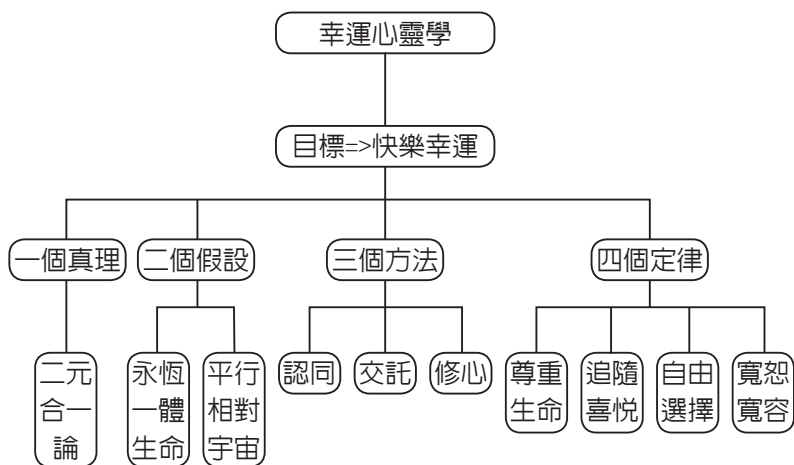 幸運心靈學
目標=>快樂幸運
一個真理
二個假設
三個方法
四個定律
二元
合一
論
永恆
一體
生命
平行
相對
宇宙
認同
交託
修心
尊重
生命
追隨
喜悅
自由
選擇
寬恕
寬容